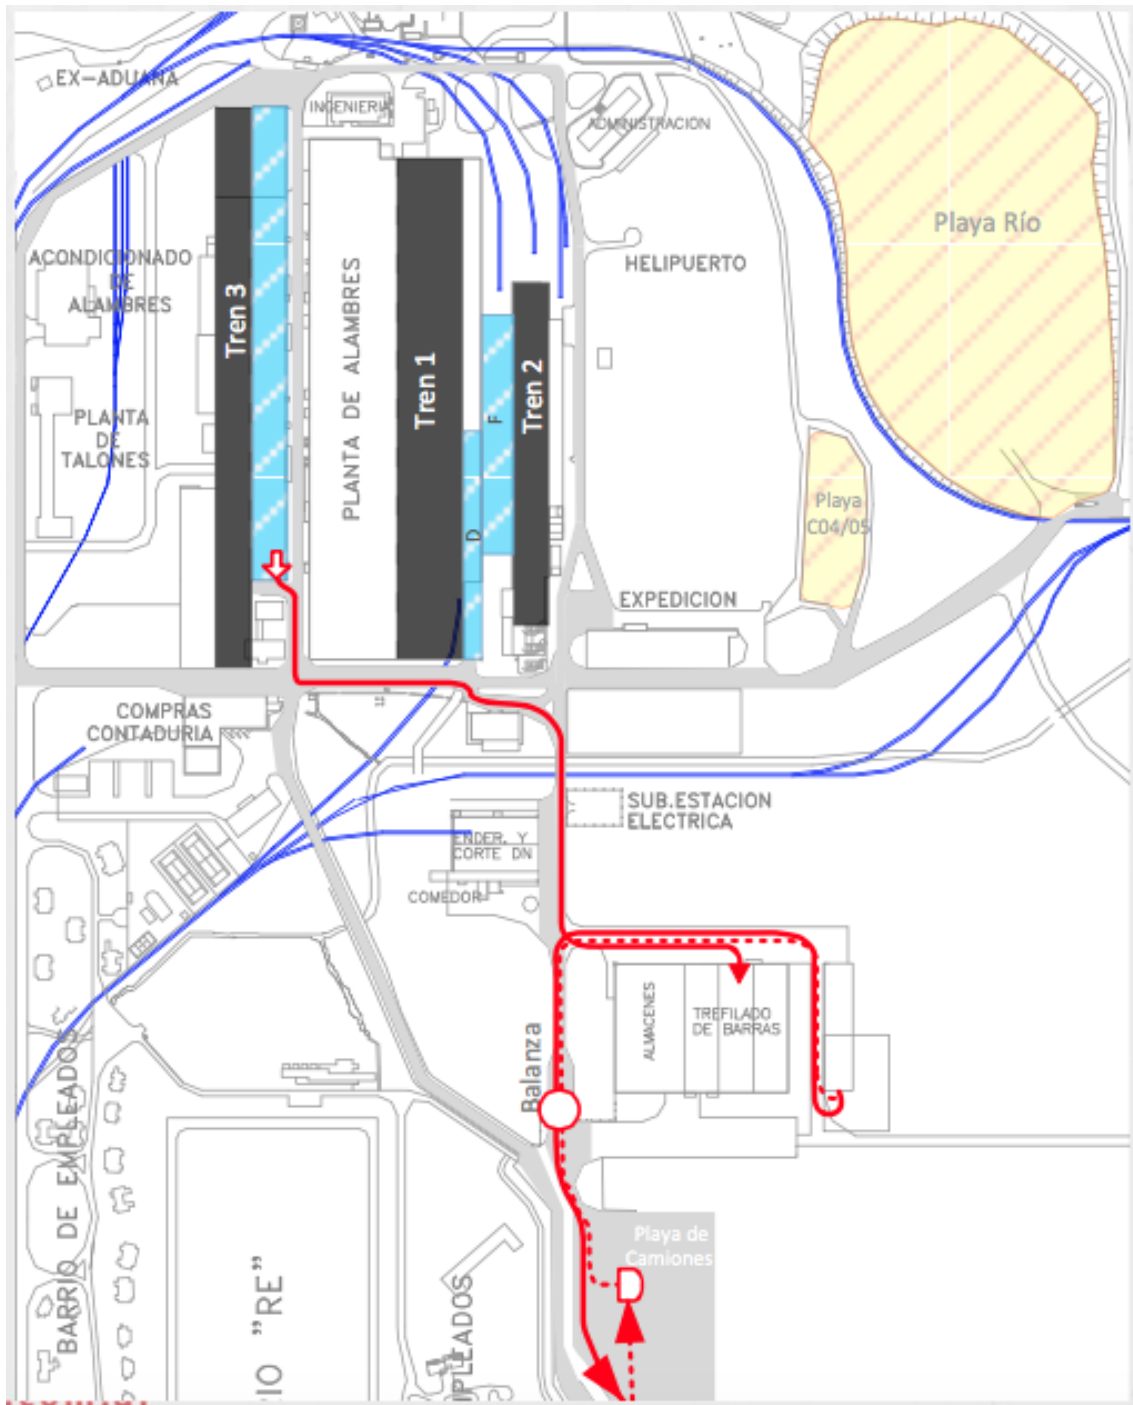 EX-ADUANA
INGENIERIA
ADMINISTRACION
Playa Río
ACONDICIONADO
DE
ALAMBRES
HELIPUERTO
Tren 3
PLANTA DE ALAMBRES
Tren 1
F
Tren 2
PLANTA
DE
TALONES
D
Playa
C04/05
EXPEDICION
COMPRAS
CONTADURIA
SUB.ESTACION
ELECTRICA
ENDER. Y
CORTE DN
COMEDOR
ALMACENES
TREFILADO
DE BARRAS
Balanza
BARRIO DE EMPLEADOS
Playa de
Camiones
IO "RE"
PLEADOS